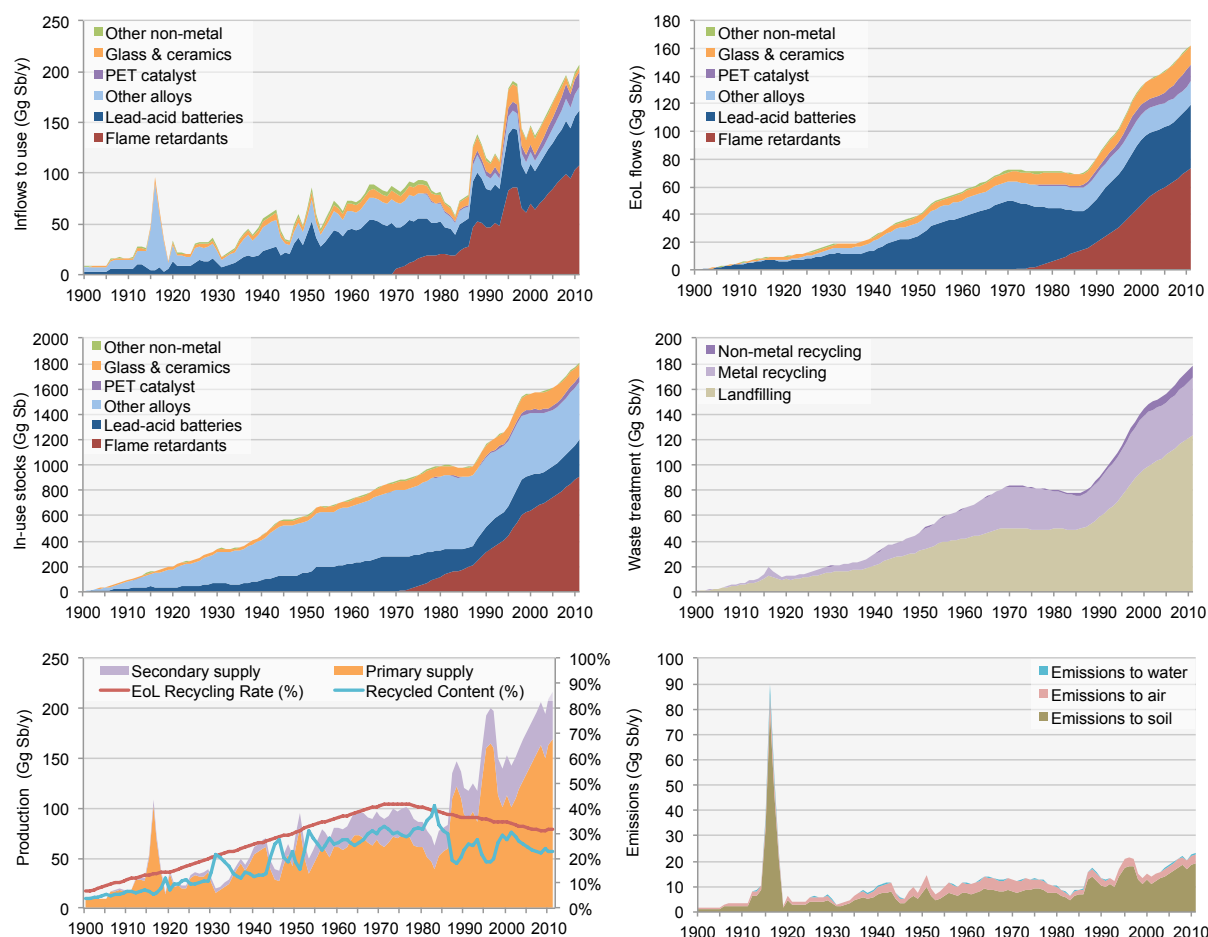 Inflows to use (Gg Sb/y)
250
200
150
100
50
0
Other non-metal
Glass & ceramics
PET catalyst
Other alloys
Lead-acid batteries
Flame retardants
1900 1910 1920 1930 1940 1950 1960 1970 1980 1990 2000 2010
EoL flows (Gg Sb/y)
180
160
140
120
100
80
60
40
20
0
Other non-metal
Glass & ceramics
PET catalyst
Other alloys
Lead-acid batteries
Flame retardants
1900 1910 1920 1930 1940 1950 1960 1970 1980 1990 2000 2010
In-use stocks (Gg Sb)
2000
1800
1600
1400
1200
1000
800
600
400
200
0
Other non-metal
Glass & ceramics
PET catalyst
Other alloys
Lead-acid batteries
Flame retardants
1900 1910 1920 1930 1940 1950 1960 1970 1980 1990 2000 2010
Waste treatment (Gg Sb/y)
200
180
160
140
120
100
80
60
40
20
0
Non-metal recycling
Metal recycling
Landfilling
1900 1910 1920 1930 1940 1950 1960 1970 1980 1990 2000 2010
Production (Gg Sb/y)
250
200
150
100
50
0
Secondary supply Primary supply
EoL Recycling Rate (%) Recycled Content (%)
100%
90%
80%
70%
60%
50%
40%
30%
20%
10%
0%
1900 1910 1920 1930 1940 1950 1960 1970 1980 1990 2000 2010
Emissions (Gg Sb/y)
100
90
80
70
60
50
40
30
20
10
0
Emissions to water
Emissions to air
Emissions to soil
1900 1910 1920 1930 1940 1950 1960 1970 1980 1990 2000 2010